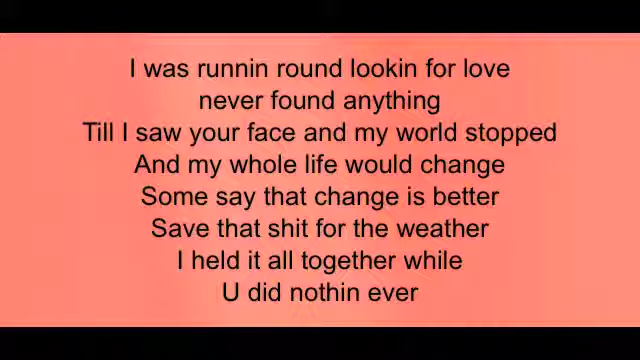 I was runnin round lookin for love
never found anything
Till I saw your face and my world stopped
And my whole life would change
Some say that change is better
Save that shit for the weather
I held it all together while
U did nothin ever